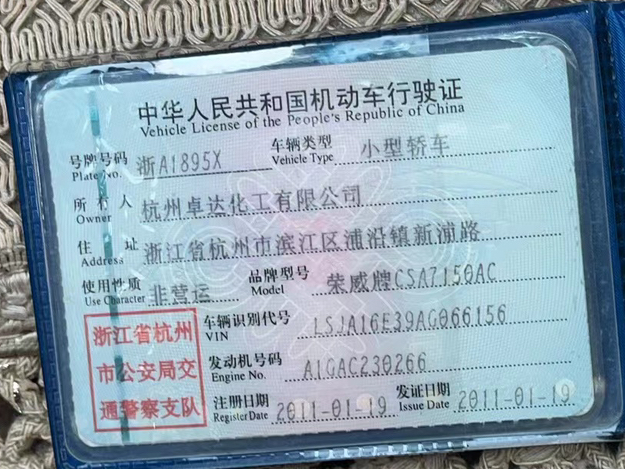 中华人民共和国机动车行驶证
Vehicle License of the People's Republic of China
号牌号码 浙A1895X 车辆类型 小型轿车
Plate No. Vehicle Type
所有人 杭州卓达化工有限公司
Owner
住址 浙江省杭州市滨江区浦沿镇新浦路
Address
使用性质 非营运 品牌型号 荣威牌CSA7150AC
Use Character Model
浙江省杭州
市公安局交
通警察支队
车辆识别代号 LSJA16E39AG066156
VIN
发动机号码 A1GAC230266
Engine No.
注册日期 2011-01-19 发证日期 2011-01-19
Register Date Issue Date